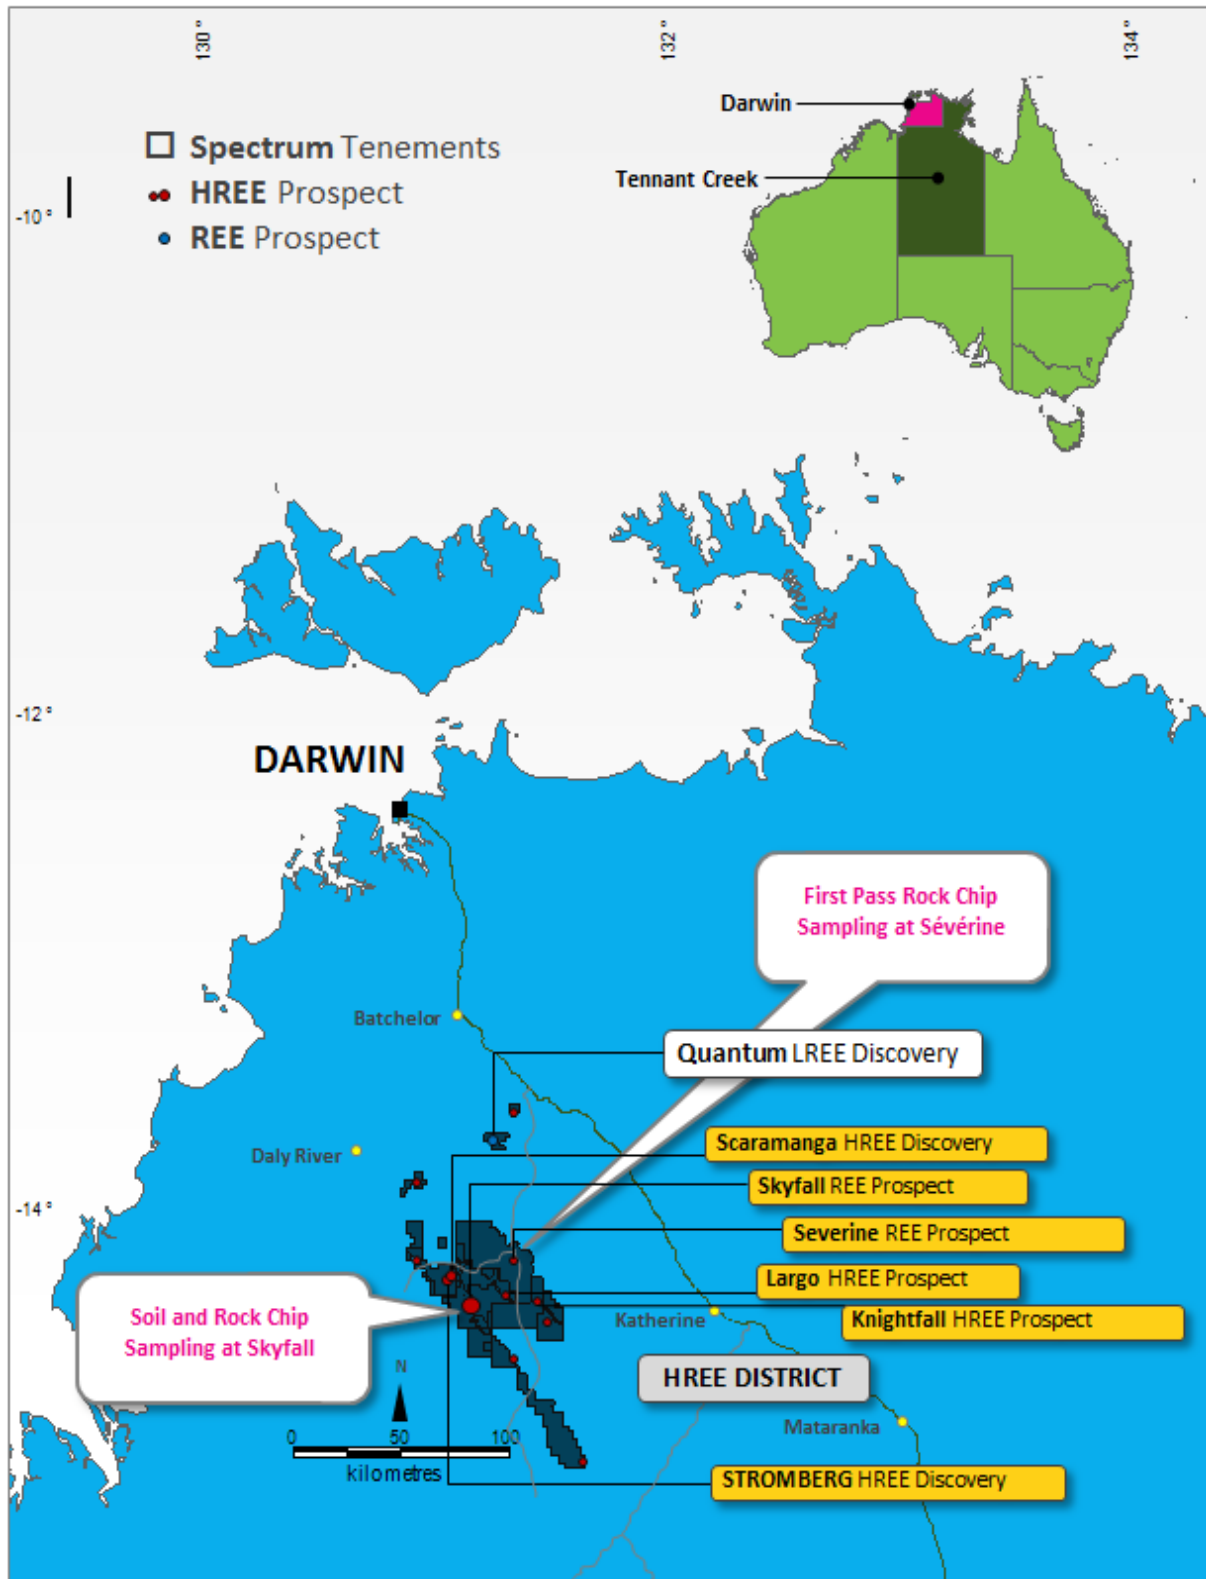 130°
132°
134°
Darwin
Tennant Creek
Spectrum Tenements
HREE Prospect
REE Prospect
-10°
-12°
DARWIN
First Pass Rock Chip
Sampling at Sévérine
Batchelor
Quantum LREE Discovery
Daly River
Scaramanga HREE Discovery
Skyfall REE Prospect
-14°
Severine REE Prospect
Largo HREE Prospect
Soil and Rock Chip
Sampling at Skyfall
Katherine
Knightfall HREE Prospect
N
HREE DISTRICT
Mataranka
0 50 100
kilometres
STROMBERG HREE Discovery